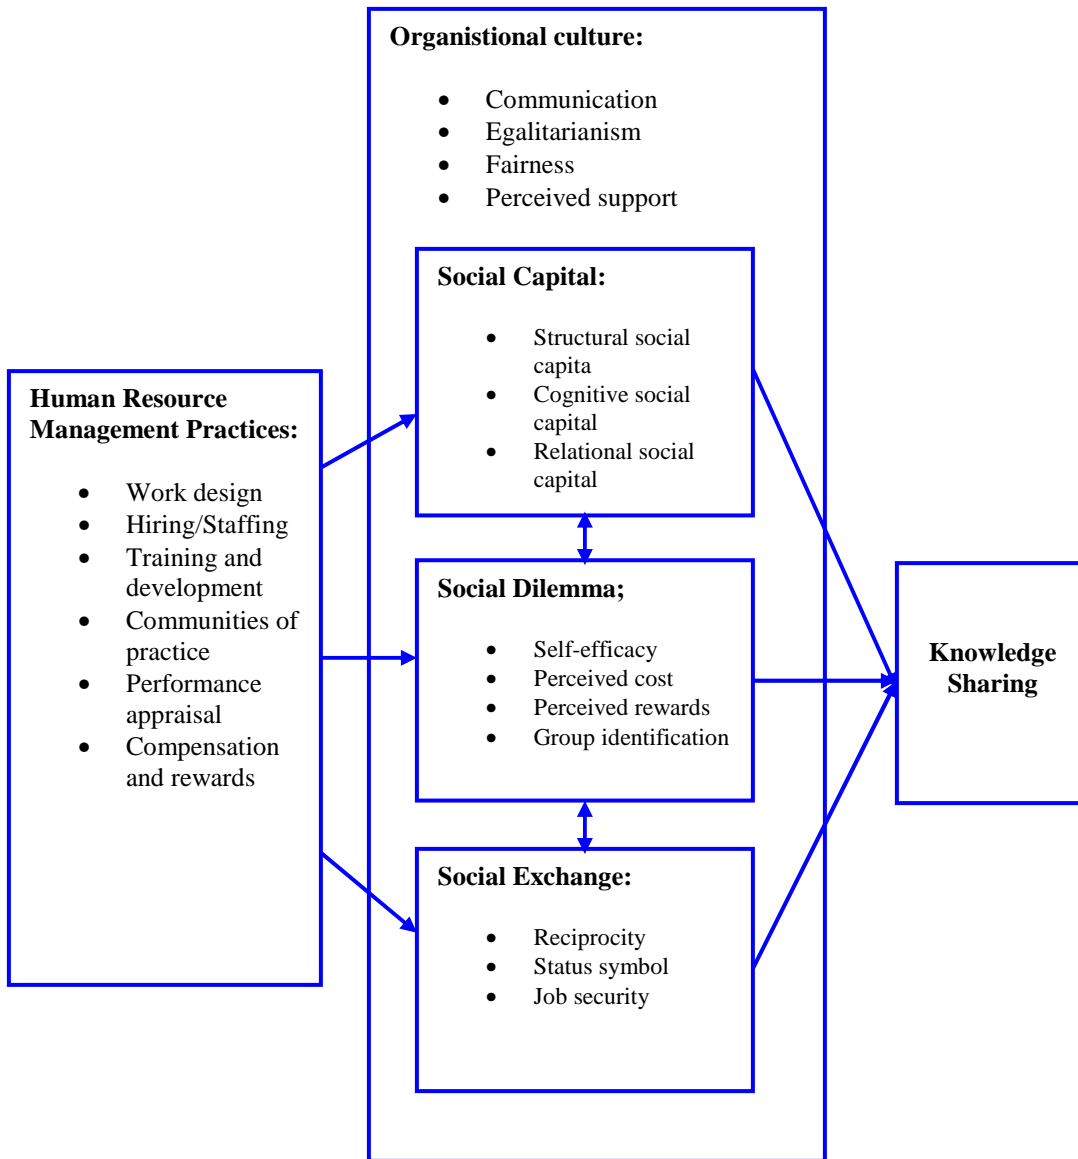 Organistional culture:
• Communication
• Egalitarianism
• Fairness
• Perceived support
Social Capital:
• Structural social
capita
• Cognitive social
capital
• Relational social
capital
Human Resource
Management Practices:
• Work design
• Hiring/Staffing
• Training and
development
• Communities of
practice
• Performance
appraisal
• Compensation
and rewards
Social Dilemma;
• Self-efficacy
• Perceived cost
• Perceived rewards
• Group identification
Social Exchange:
• Reciprocity
• Status symbol
• Job security
Knowledge
Sharing